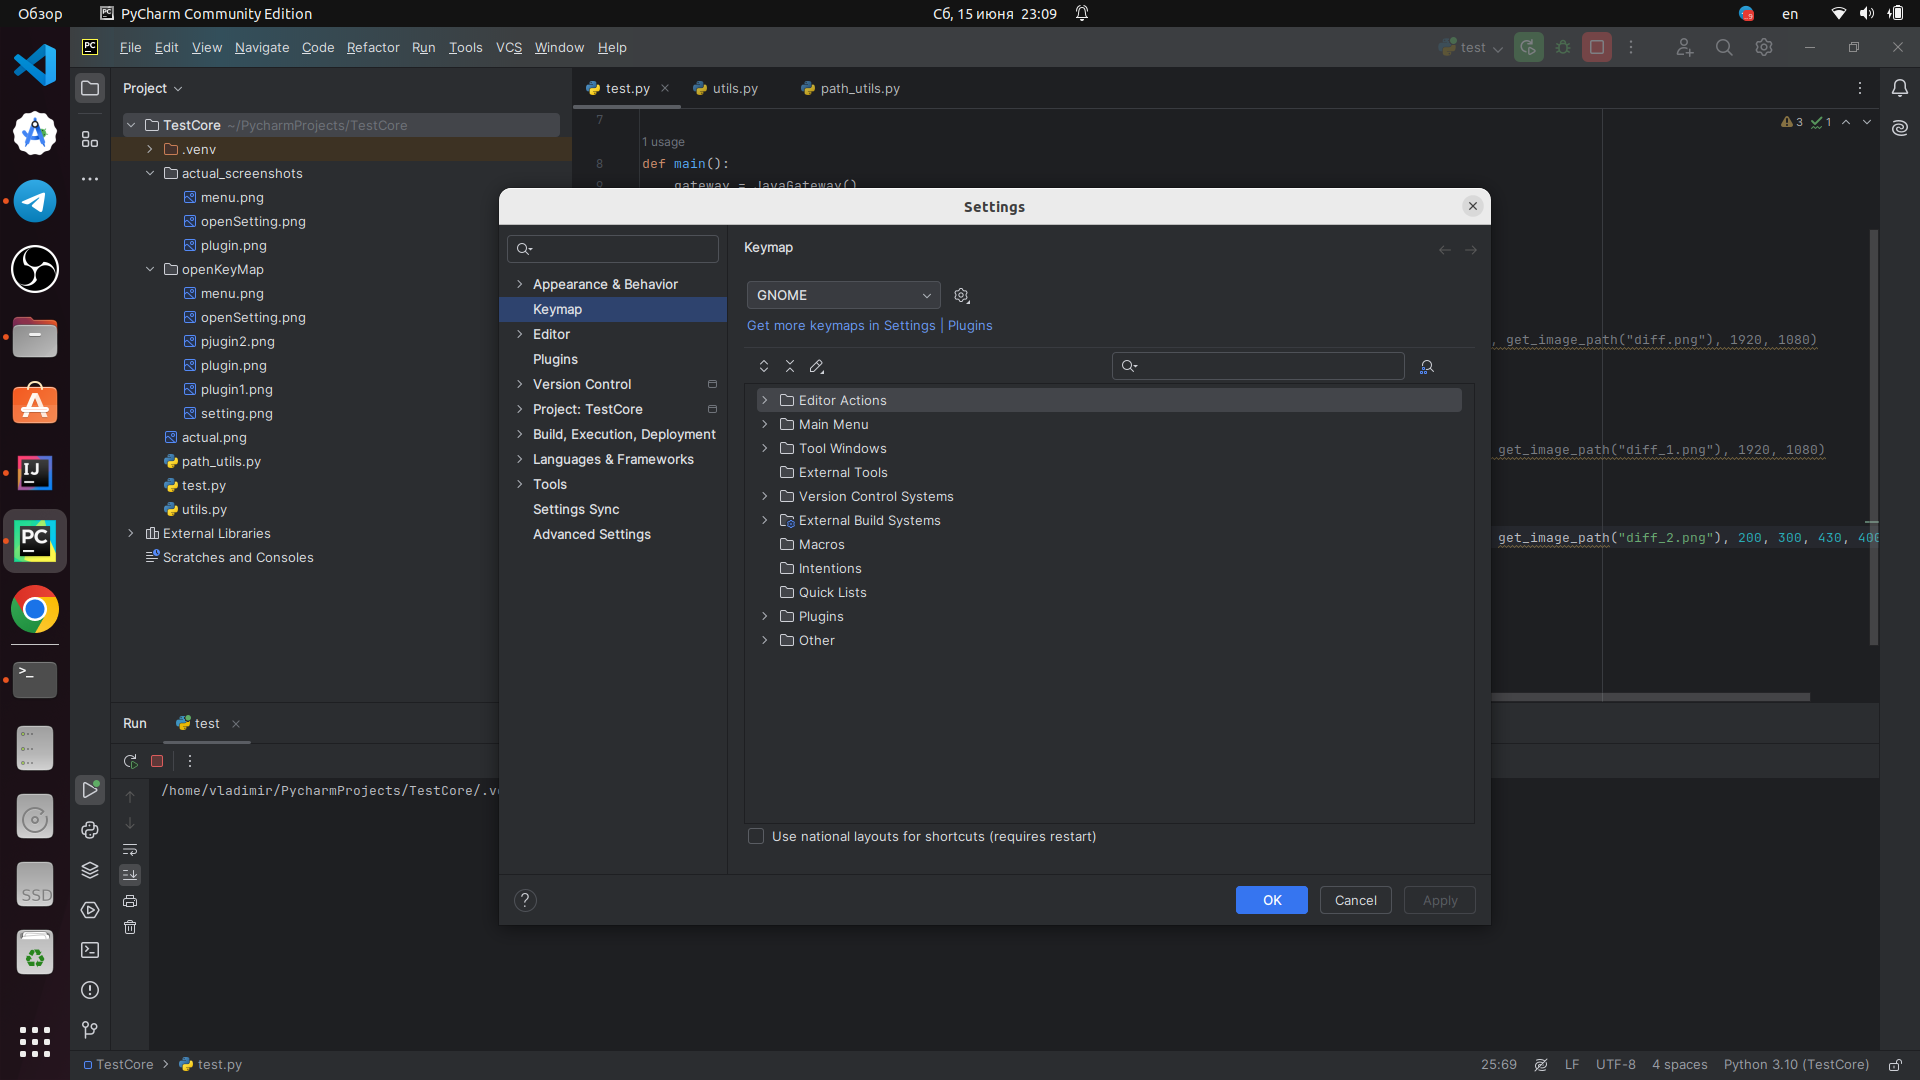 Обзор
PyCharm Community Edition
Сб, 15 июня 23:09
en
PC
File Edit View Navigate Code Refactor Run Tools VCS Window Help
test
Project
test.py
utils.py
path_utils.py
TestCore ~/PycharmProjects/TestCore
.venv
actual_screenshots
menu.png
openSetting.png
plugin.png
openKeyMap
menu.png
openSetting.png
pjugin2.png
plugin.png
plugin1.png
setting.png
actual.png
path_utils.py
test.py
utils.py
External Libraries
Scratches and Consoles
7
1 usage
8 def main():
9 gateway = JavaGateway()
3 1
, get_image_path("diff.png"), 1920, 1080)
get_image_path("diff_1.png"), 1920, 1080)
get_image_path("diff_2.png"), 200, 300, 430, 400
Settings
Appearance & Behavior
Keymap
Editor
Plugins
Version Control
Project: TestCore
Build, Execution, Deployment
Languages & Frameworks
Tools
Settings Sync
Advanced Settings
Keymap
GNOME
Get more keymaps in Settings | Plugins
Editor Actions
Main Menu
Tool Windows
External Tools
Version Control Systems
External Build Systems
Macros
Intentions
Quick Lists
Plugins
Other
Use national layouts for shortcuts (requires restart)
?
OK
Cancel
Apply
IJ
PC
>_
SSD
Run
test
/home/vladimir/PycharmProjects/TestCore/.v
TestCore > test.py
25:69
LF
UTF-8
4 spaces
Python 3.10 (TestCore)